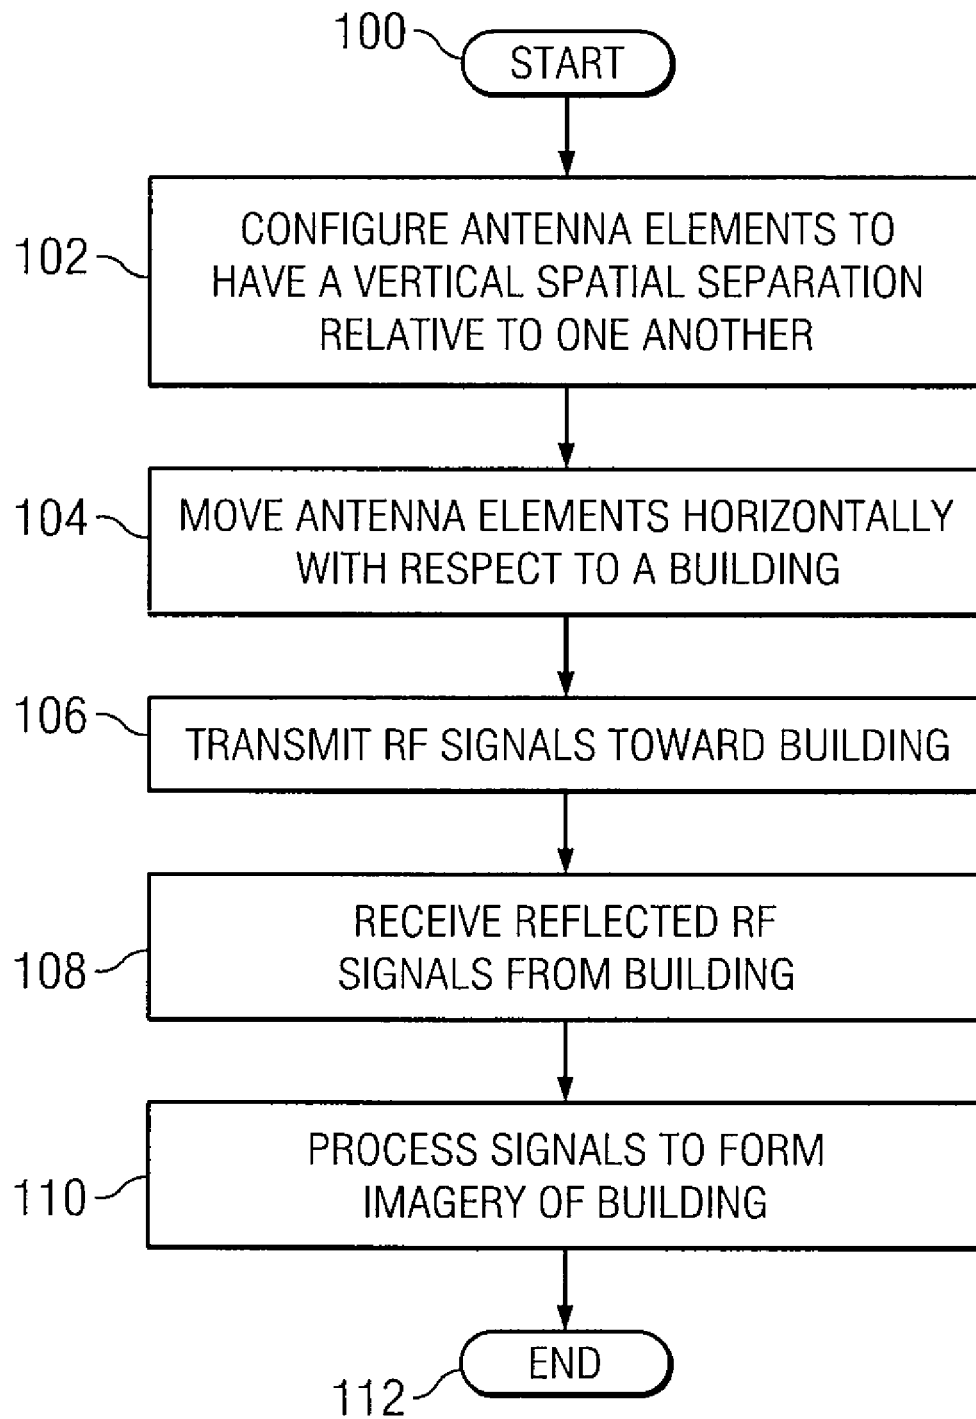 100
START
102
CONFIGURE ANTENNA ELEMENTS TO
HAVE A VERTICAL SPATIAL SEPARATION
RELATIVE TO ONE ANOTHER
104
MOVE ANTENNA ELEMENTS HORIZONTALLY
WITH RESPECT TO A BUILDING
106
TRANSMIT RF SIGNALS TOWARD BUILDING
108
RECEIVE REFLECTED RF
SIGNALS FROM BUILDING
110
PROCESS SIGNALS TO FORM
IMAGERY OF BUILDING
END
112